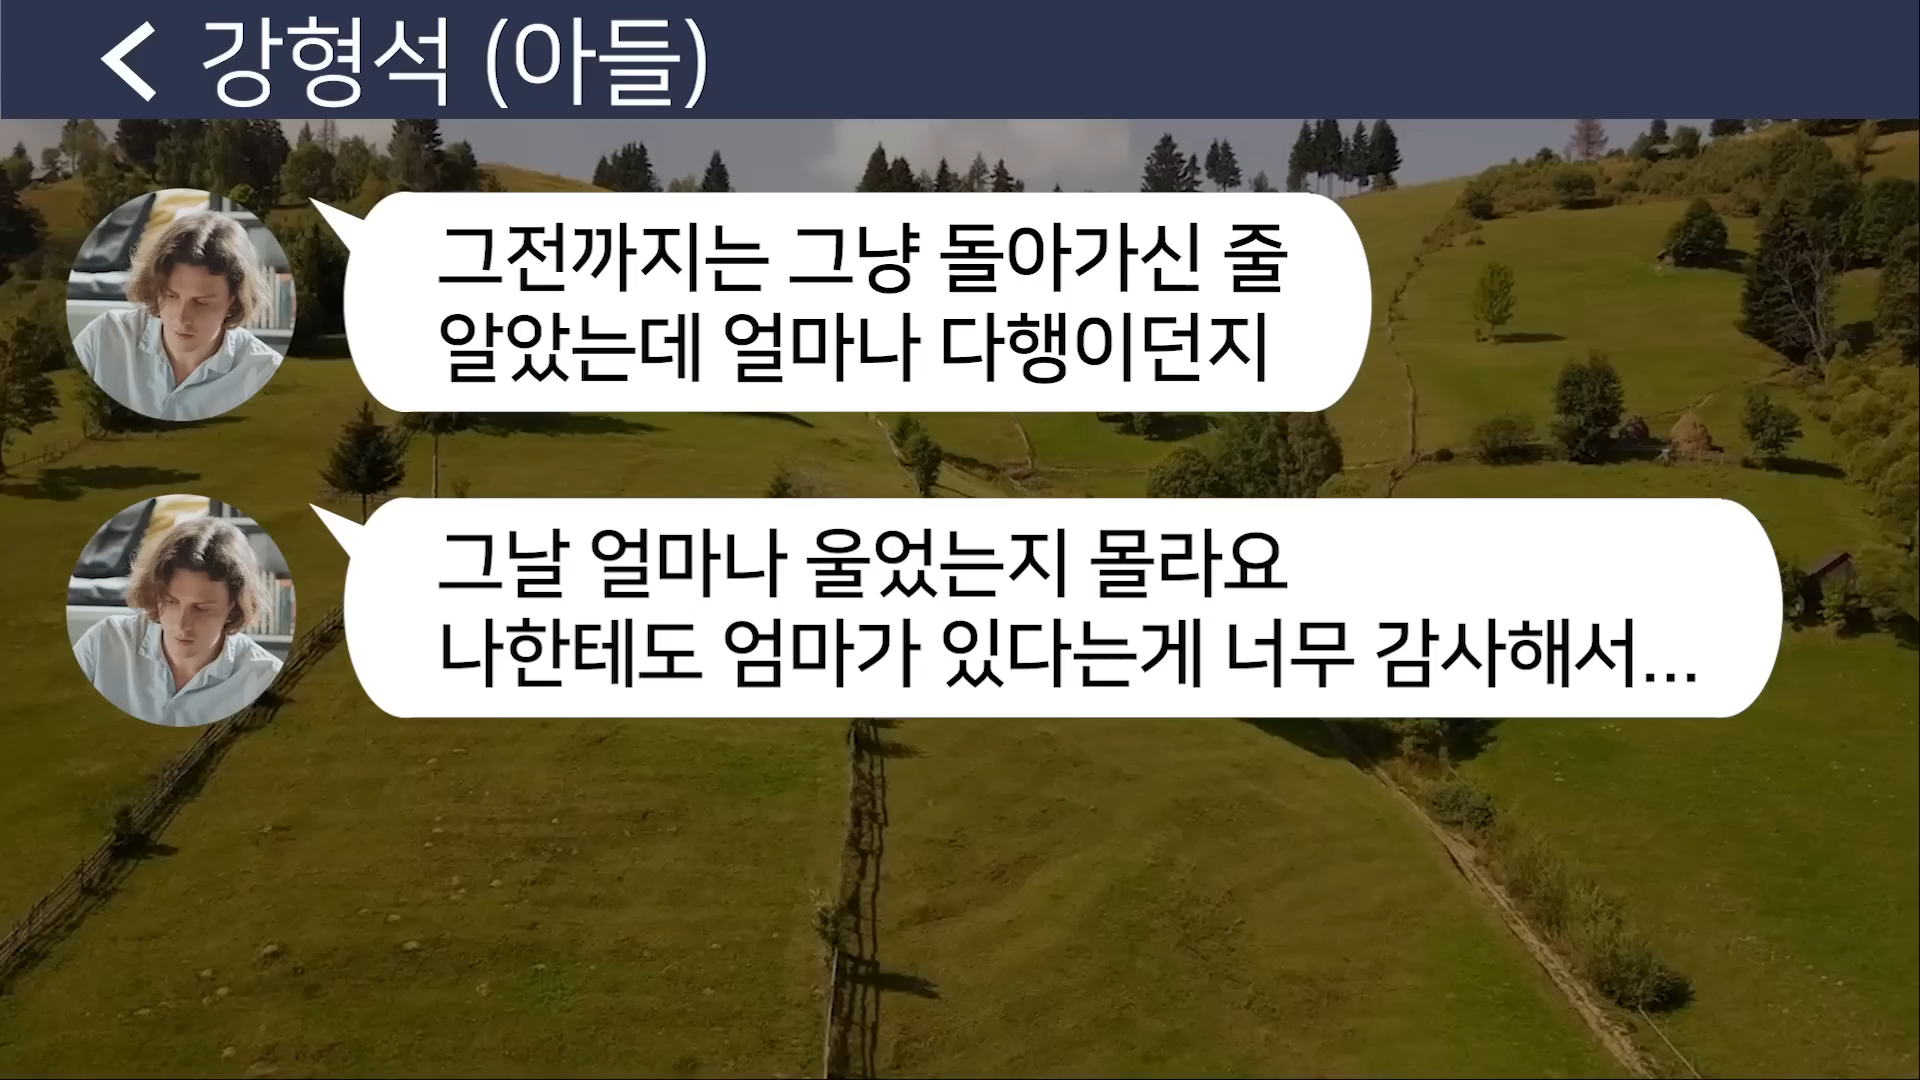 강형석 (아들)
그전까지는 그냥 돌아가신 줄
알았는데 얼마나 다행이던지
그날 얼마나 울었는지 몰라요
나한테도 엄마가 있다는게 너무 감사해서...